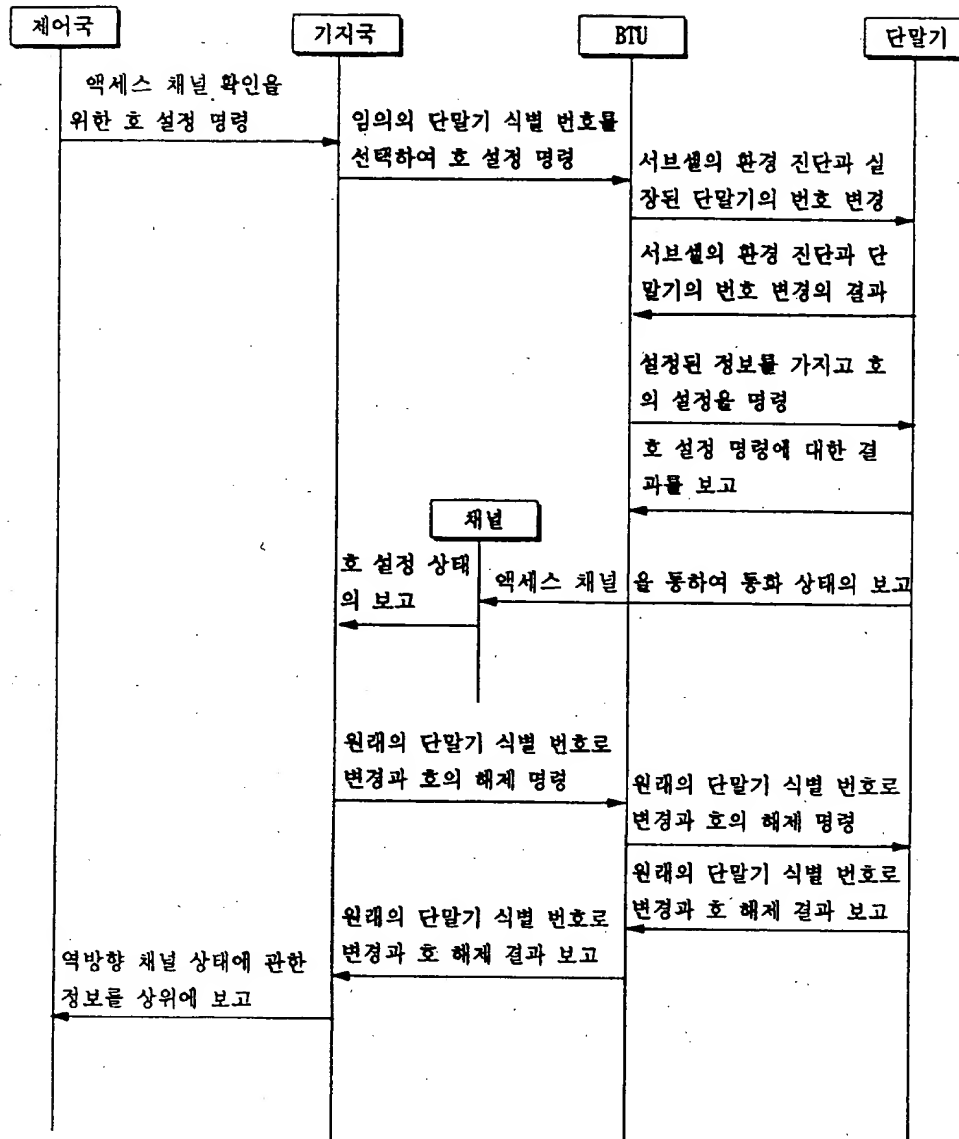 제어국
기지국
BTU
단말기
액세스 채널 확인을
위한 호 설정 명령
임의의 단말기 식별 번호를
선택하여 호 설정 명령
서브셀의 환경 진단과 실
장된 단말기의 번호 변경
서브셀의 환경 진단과 단
말기의 번호 변경의 결과
설정된 정보를 가지고 호
의 설정을 명령
호 설정 명령에 대한 결
과를 보고
채널
호 설정 상태
의 보고
액세스 채널을 통하여 통화 상태의 보고
원래의 단말기 식별 번호로
변경과 호의 해제 명령
원래의 단말기 식별 번호로
변경과 호의 해제 명령
원래의 단말기 식별 번호로
변경과 호 해제 결과 보고
원래의 단말기 식별 번호로
변경과 호 해제 결과 보고
역방향 채널 상태에 관한
정보를 상위에 보고